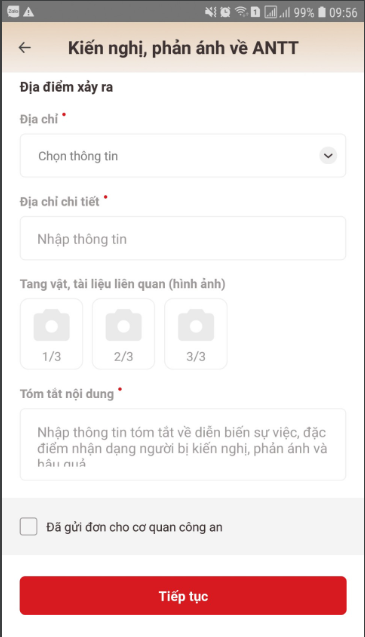 Zalo 99% 09:56
Kiến nghị, phản ánh về ANTT
Địa điểm xảy ra
Địa chỉ *
Chọn thông tin
Địa chỉ chi tiết *
Nhập thông tin
Tang vật, tài liệu liên quan (hình ảnh)
1/3 2/3 3/3
Tóm tắt nội dung *
Nhập thông tin tóm tắt về diễn biến sự việc, đặc
điểm nhận dạng người bị kiến nghị, phản ánh và
hậu quả
Đã gửi đơn cho cơ quan công an
Tiếp tục